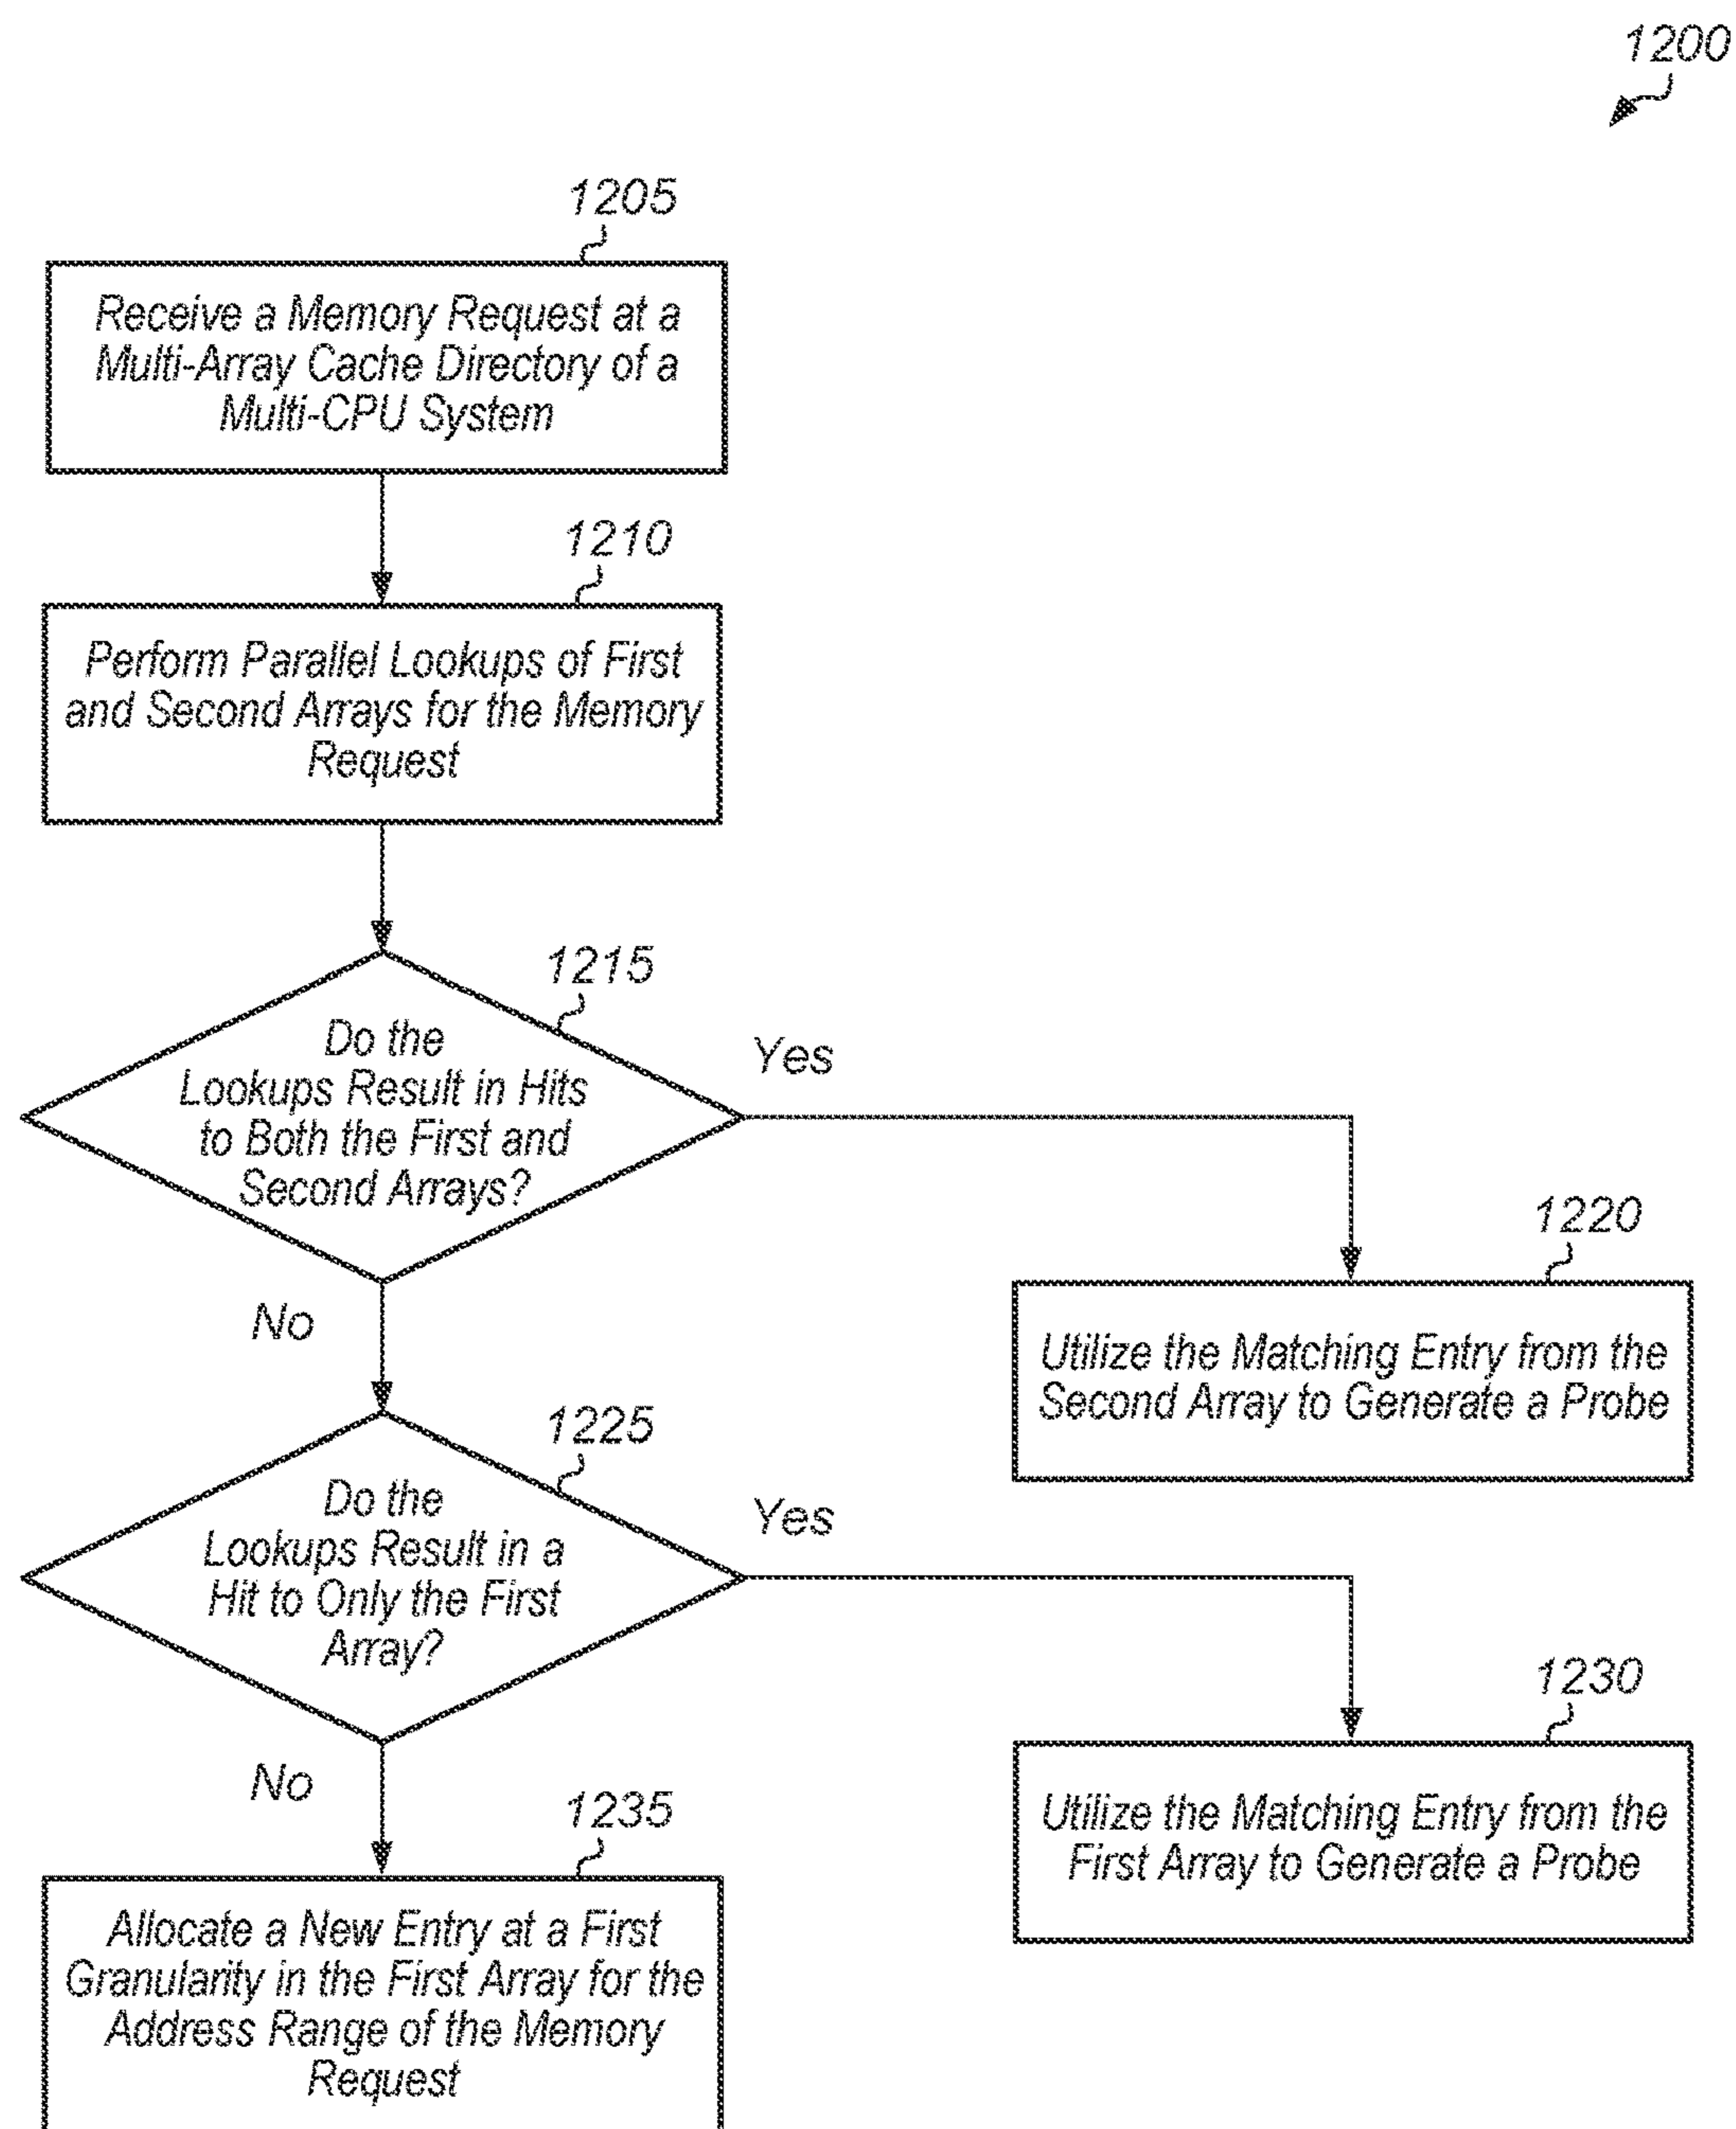 1200
1205
Receive a Memory Request at a
Multi-Array Cache Directory of a
Multi-CPU System
1210
Perform Parallel Lookups of First
and Second Arrays for the Memory
Request
1215
Do the
Lookups Result in Hits
to Both the First and
Second Arrays?
Yes
No
1220
Utilize the Matching Entry from the
Second Array to Generate a Probe
1225
Do the
Lookups Result in a
Hit to Only the First
Array?
Yes
No
1230
Utilize the Matching Entry from the
First Array to Generate a Probe
1235
Allocate a New Entry at a First
Granularity in the First Array for the
Address Range of the Memory
Request